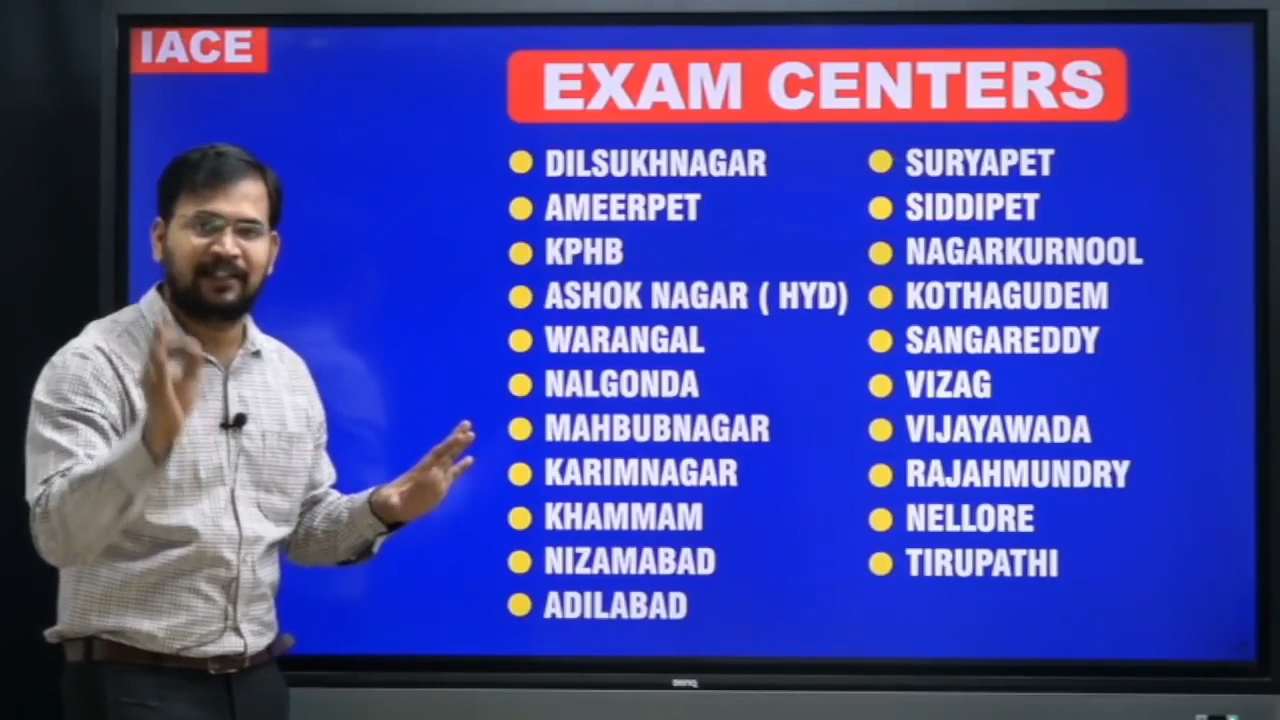 IACE
EXAM CENTERS
DILSUKHNAGAR
AMEERPET
KPHB
ASHOK NAGAR ( HYD)
WARANGAL
NALGONDA
MAHBUBNAGAR
KARIMNAGAR
KHAMMAM
NIZAMABAD
ADILABAD
SURYAPET
SIDDIPET
NAGARKURNOOL
KOTHAGUDEM
SANGAREDDY
VIZAG
VIJAYAWADA
RAJAHMUNDRY
NELLORE
TIRUPATHI
BenQ